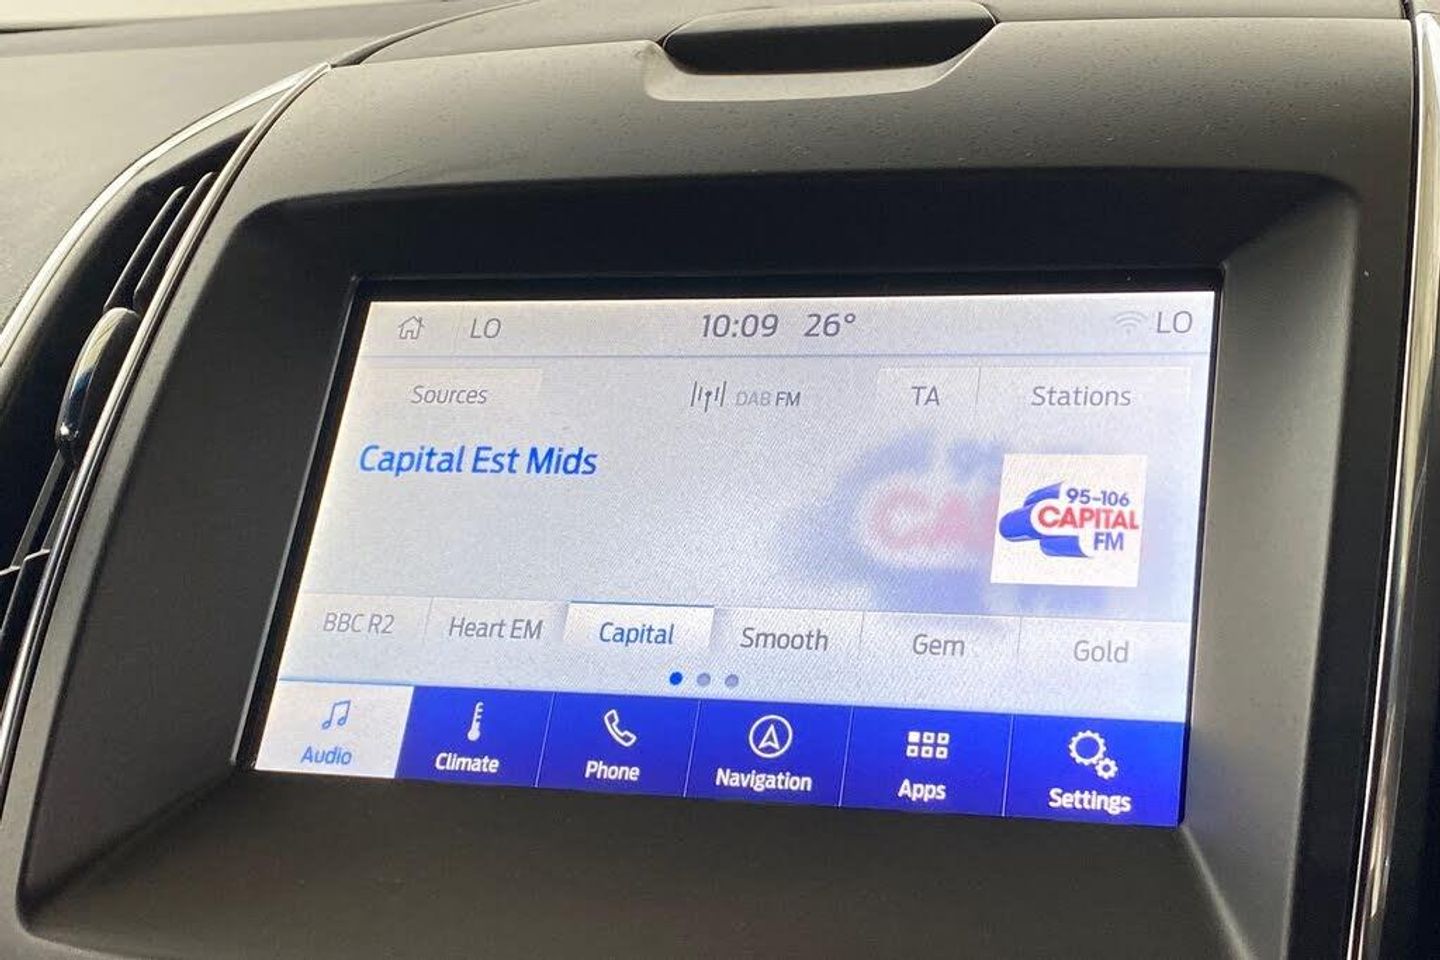 LO 10:09 26° LO
Sources DAB FM TA Stations
Capital Est Mids
95-106
CAPITAL
FM
BBC R2 Heart EM Capital Smooth Gem Gold
Audio Climate Phone Navigation Apps Settings